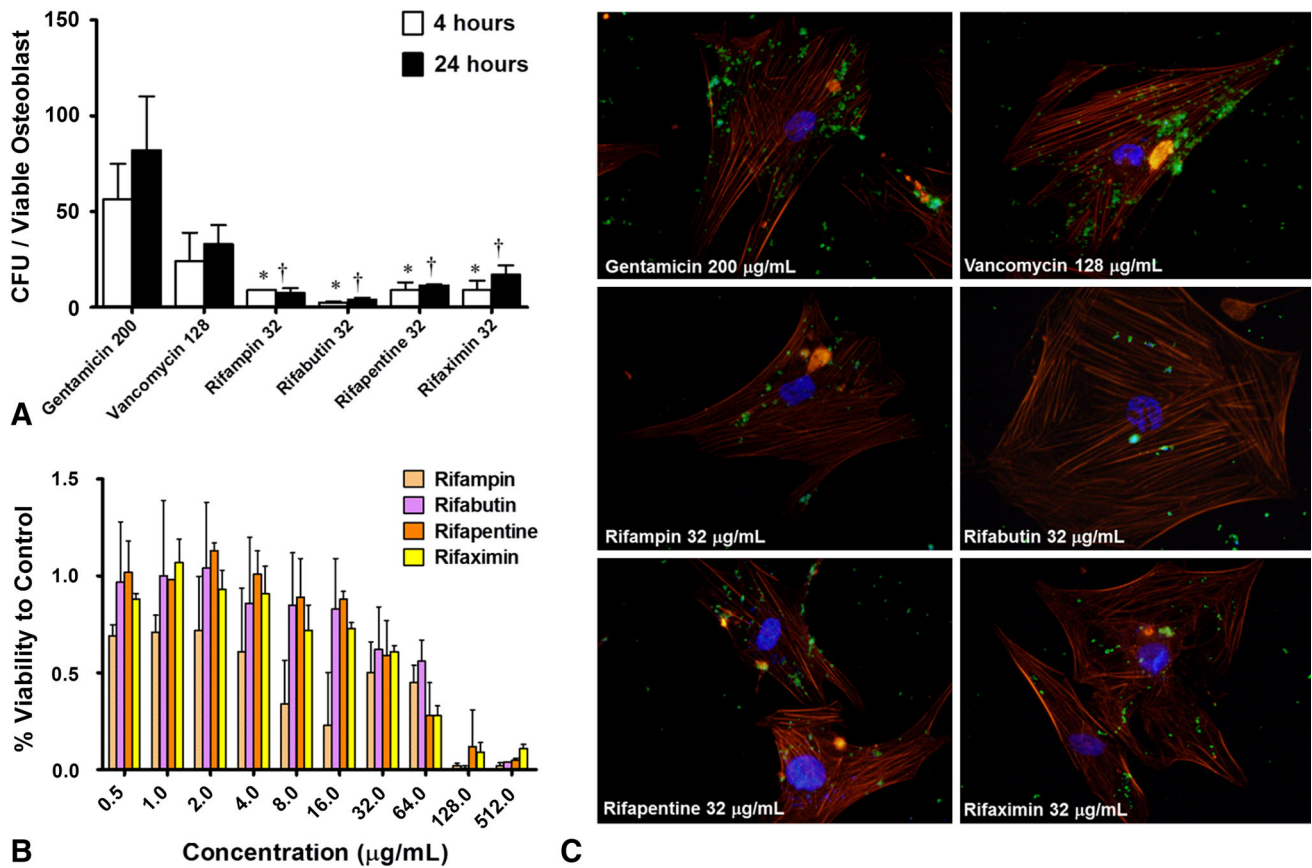 150
100
50
0
CFU / Viable Osteoblast
4 hours
24 hours
* † * † * † * †
Gentamicin 200
Vancomycin 128
Rifampin 32
Rifabutin 32
Rifapentine 32
Rifaximin 32
A
1.5
1.0
0.5
0.0
% Viability to Control
Rifampin
Rifabutin
Rifapentine
Rifaximin
0.5 1.0 2.0 4.0 8.0 16.0 32.0 64.0 128.0 512.0
Concentration (μg/mL)
B
Gentamicin 200 μg/mL
Vancomycin 128 μg/mL
Rifampin 32 μg/mL
Rifabutin 32 μg/mL
Rifapentine 32 μg/mL
Rifaximin 32 μg/mL
C